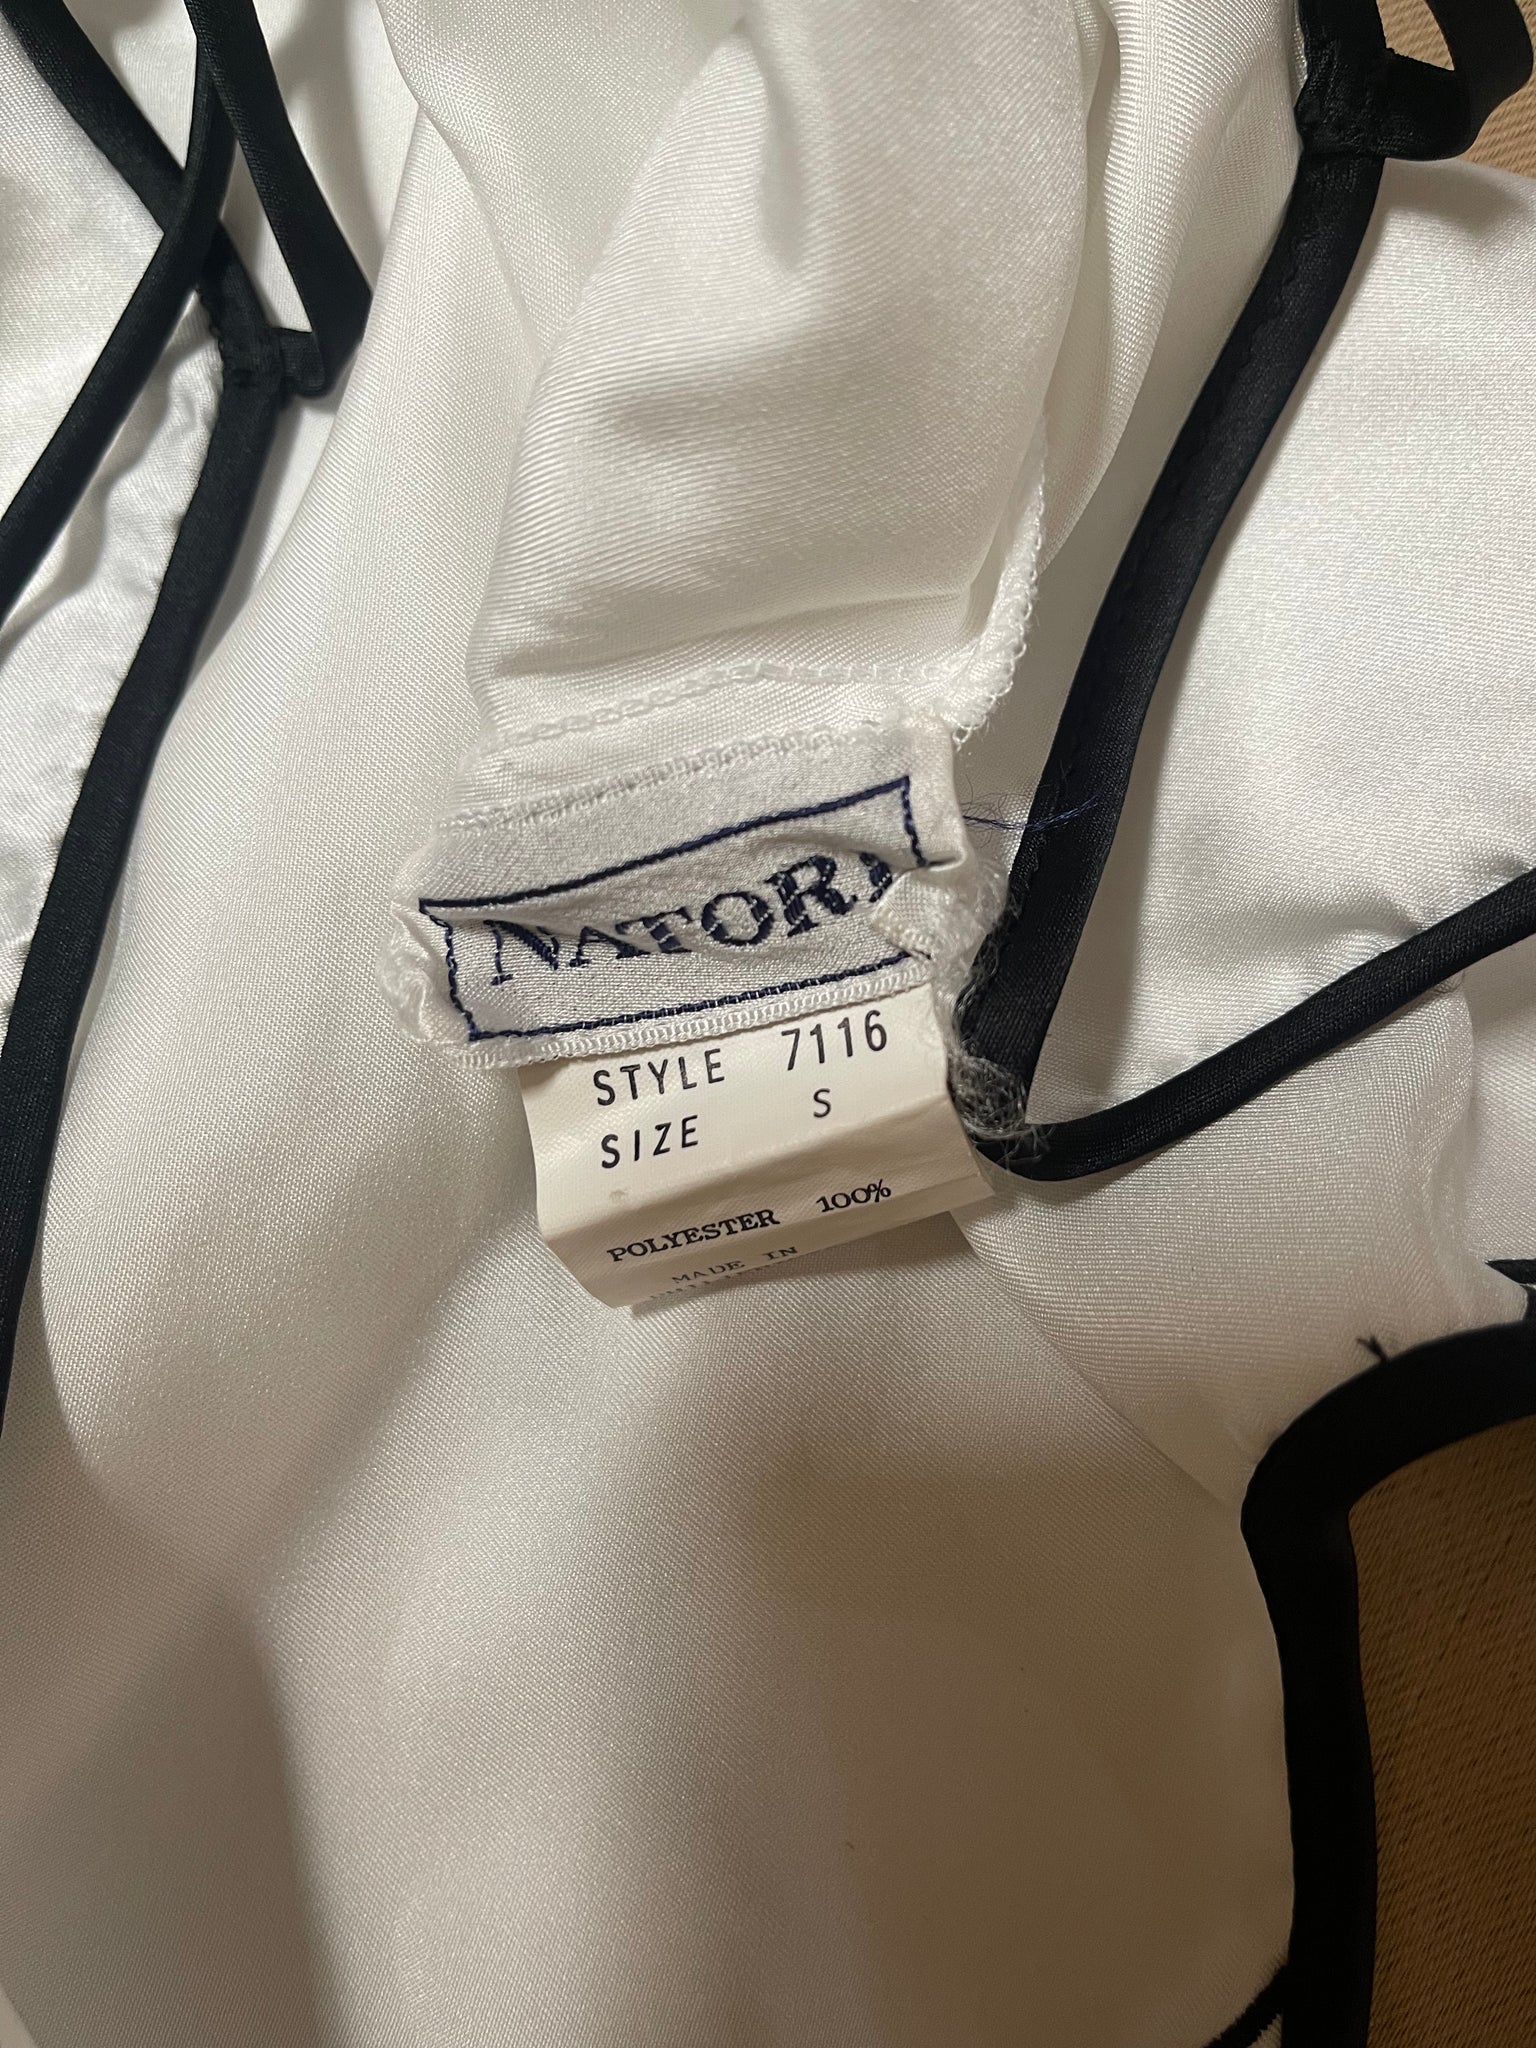 NATORI
STYLE 7116
SIZE S
POLYESTER 100%
MADE IN